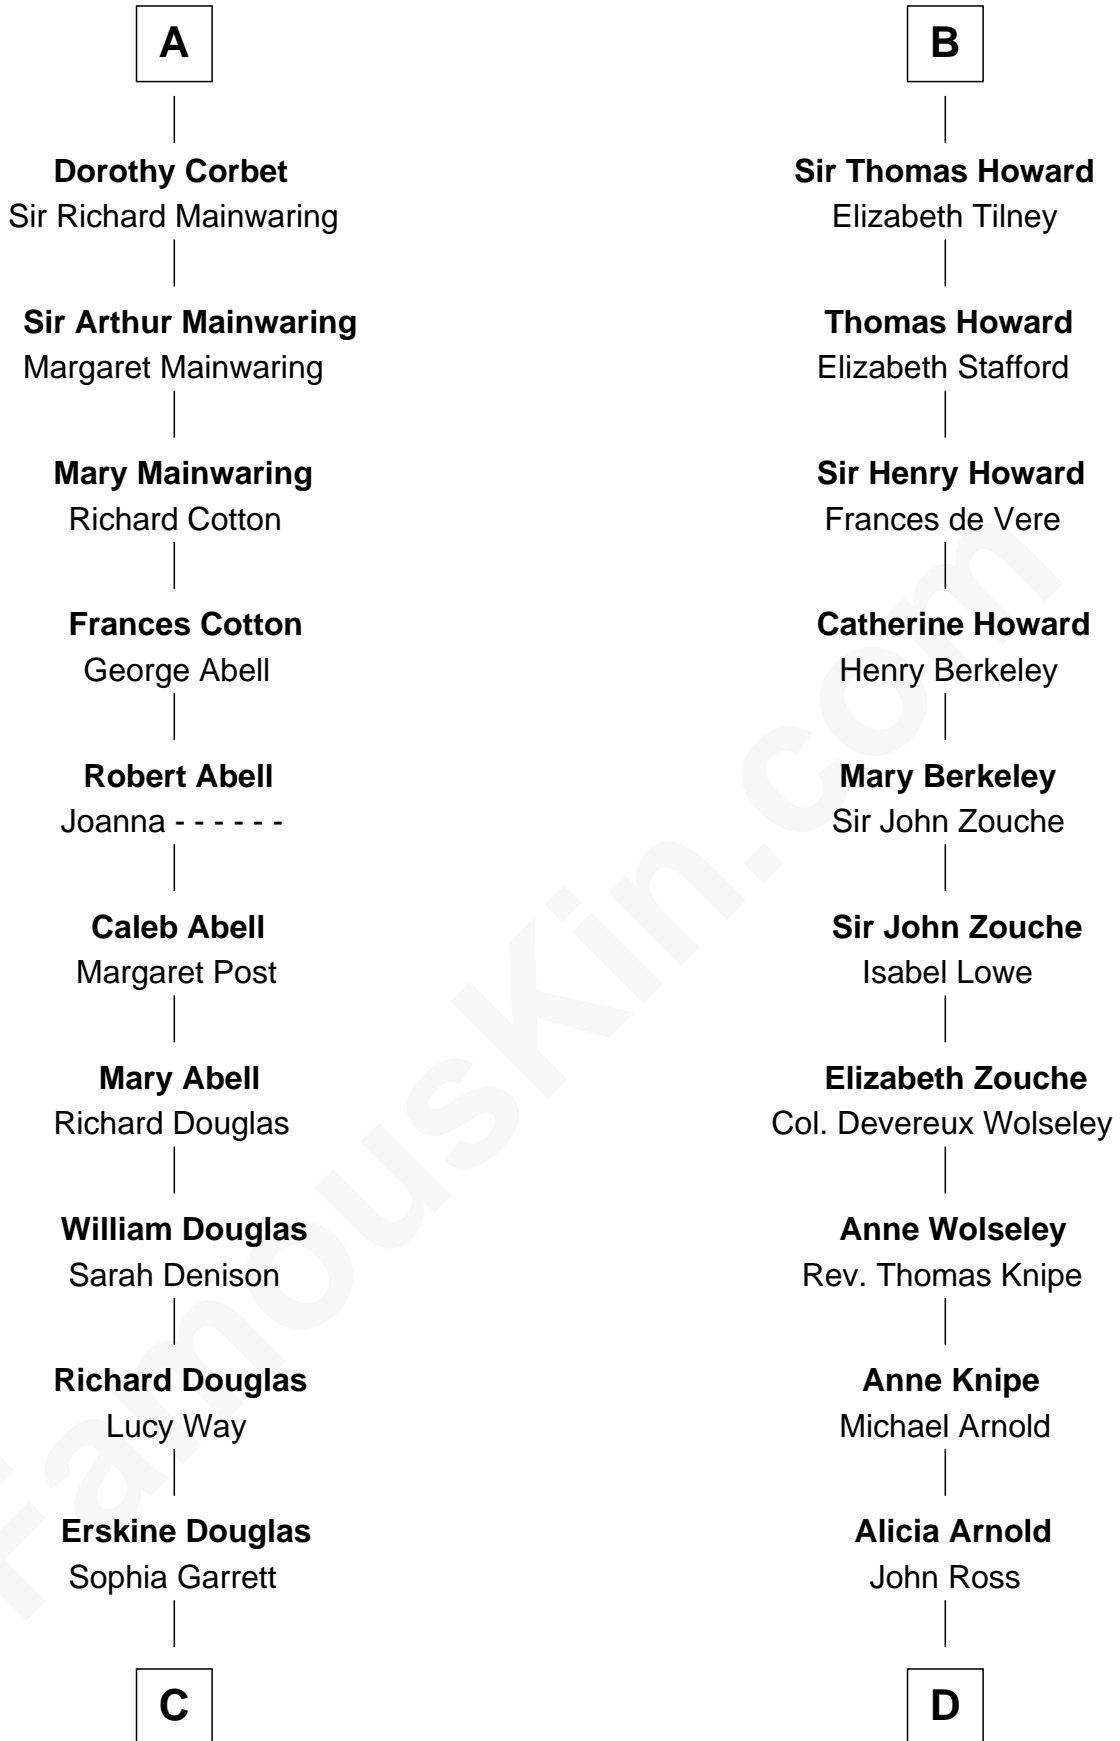 A
Dorothy Corbet
Sir Richard Mainwaring
Sir Arthur Mainwaring
Margaret Mainwaring
Mary Mainwaring
Richard Cotton
Frances Cotton
George Abell
Robert Abell
Joanna - - - - - -
Caleb Abell
Margaret Post
Mary Abell
Richard Douglas
William Douglas
Sarah Denison
Richard Douglas
Lucy Way
Erskine Douglas
Sophia Garrett
C
B
Sir Thomas Howard
Elizabeth Tilney
Thomas Howard
Elizabeth Stafford
Sir Henry Howard
Frances de Vere
Catherine Howard
Henry Berkeley
Mary Berkeley
Sir John Zouche
Sir John Zouche
Isabel Lowe
Elizabeth Zouche
Col. Devereux Wolseley
Anne Wolseley
Rev. Thomas Knipe
Anne Knipe
Michael Arnold
Alicia Arnold
John Ross
D
FamousKin.com